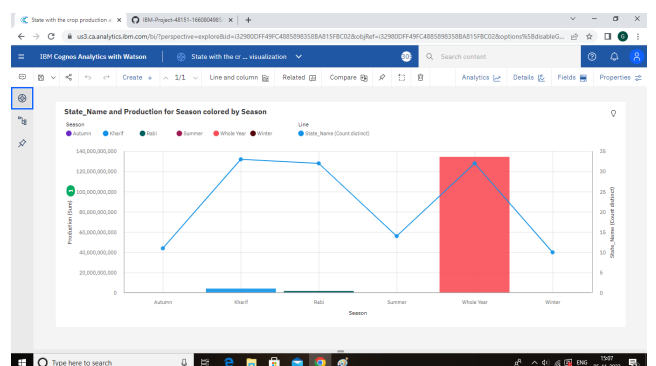 State with the crop production v
IBM-Project-48151-1660804981-
us3.ca.analytics.ibm.com/bi/?perspective=explore&id=i32980DFF49FC4885898358BA815FBC02&objRef=i32980DFF49FC4885898358BA815FBC02&options%5BdisableG...
IBM Cognos Analytics with Watson
State with the cr ... visualization
Search content
Create
1/1
Line and column
Related
Compare
Analytics
Details
Fields
Properties
State_Name and Production for Season colored by Season
Season
Line
Autumn Kharif Rabi Summer Whole Year Winter State_Name (Count distinct)
140,000,000,000
120,000,000,000
100,000,000,000
80,000,000,000
60,000,000,000
40,000,000,000
20,000,000,000
0
Production (Sum)
35
30
25
20
15
10
5
0
State_Name (Count distinct)
Autumn Kharif Rabi Summer Whole Year Winter
Season
Type here to search
ENG
15:07